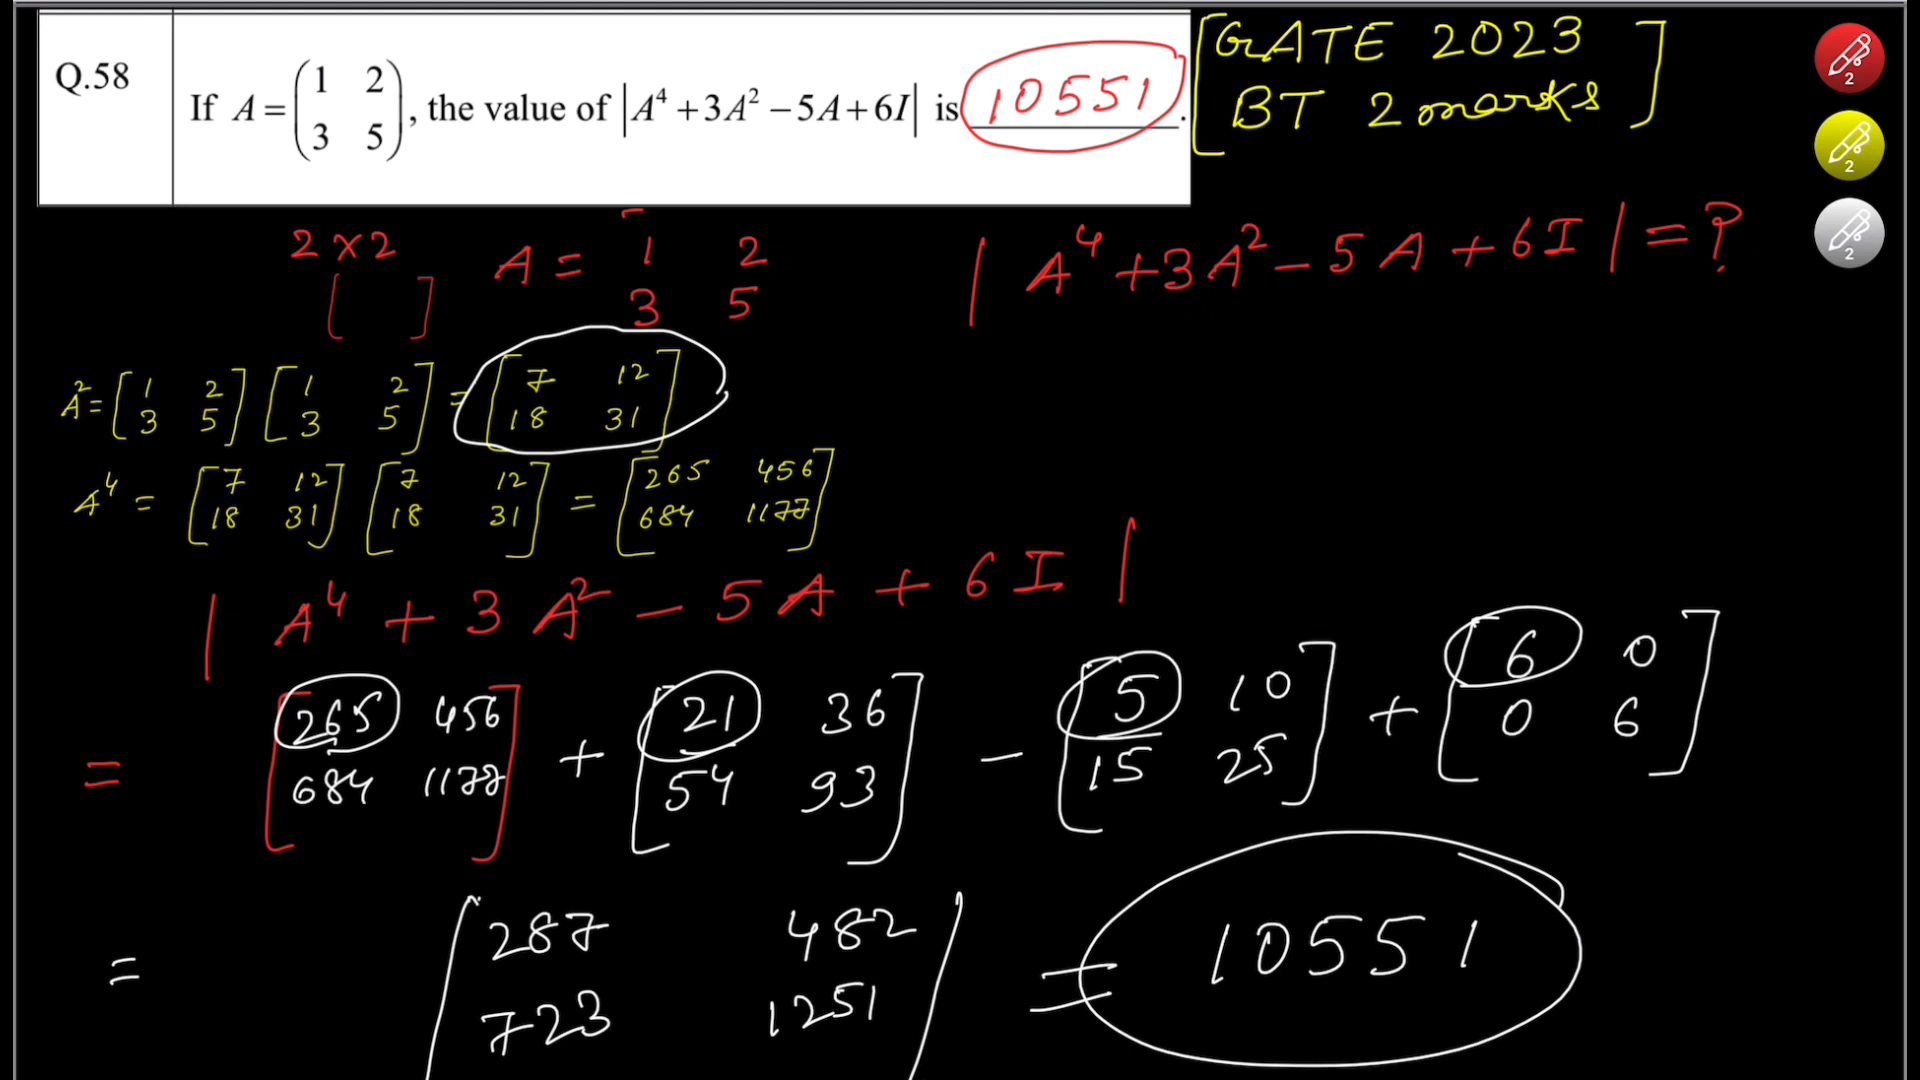 Q.58
If A = (1 2
3 5), the value of |A⁴ + 3A² − 5A + 6I| is 10551.
[GATE 2023
BT 2 marks]
2
2
2
2 × 2
[ ]
A = 1 2
3 5
| A⁴ + 3A² − 5A + 6I | = ?
A² = [1 2
3 5] [1 2
3 5] = [7 12
18 31]
A⁴ = [7 12
18 31] [7 12
18 31] = [265 456
684 1177]
| A⁴ + 3A² − 5A + 6I |
= [265 456
684 1177] + [21 36
54 93] − [5 10
15 25] + [6 0
0 6]
= |287 482
723 1251| = 10551